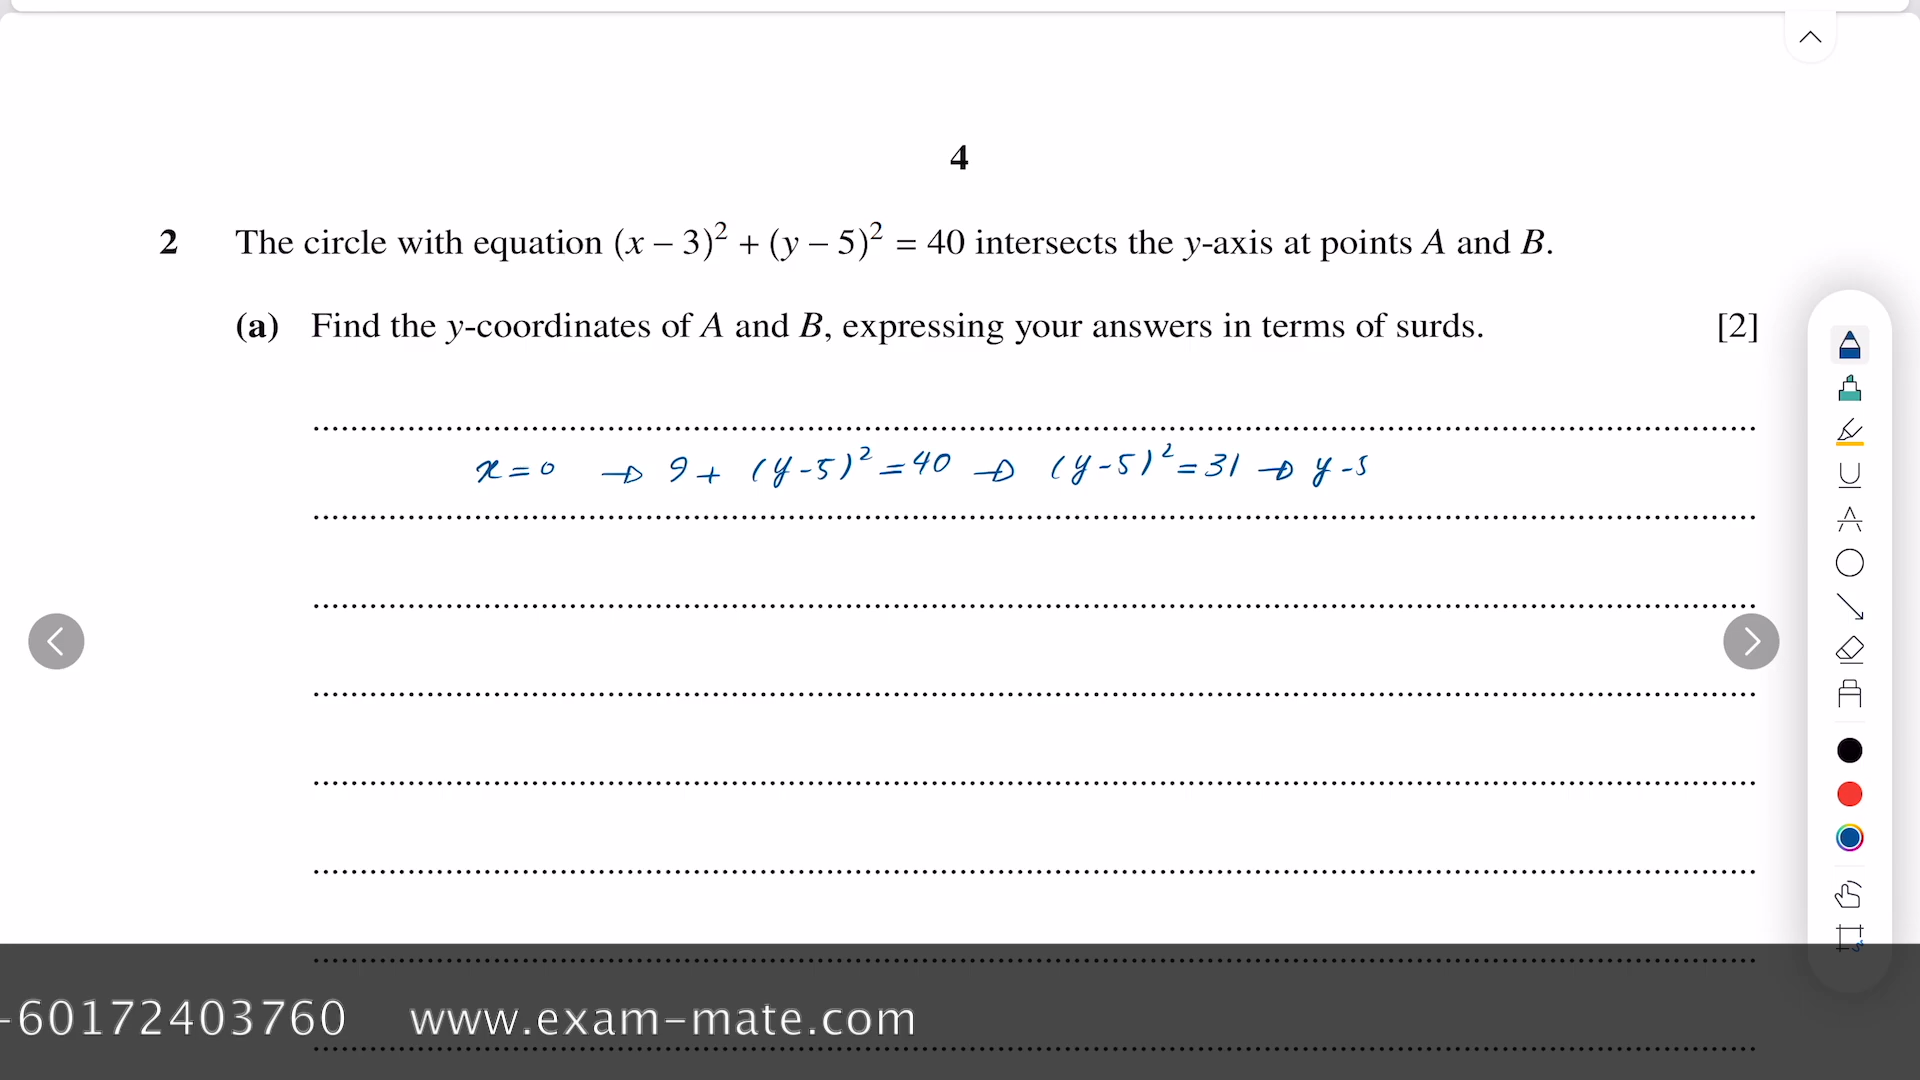 4
2 The circle with equation (x – 3)² + (y – 5)² = 40 intersects the y-axis at points A and B.
(a) Find the y-coordinates of A and B, expressing your answers in terms of surds. [2]
x = 0 → 9 + (y - 5)² = 40 → (y - 5)² = 31 → y - 5
-60172403760 www.exam-mate.com